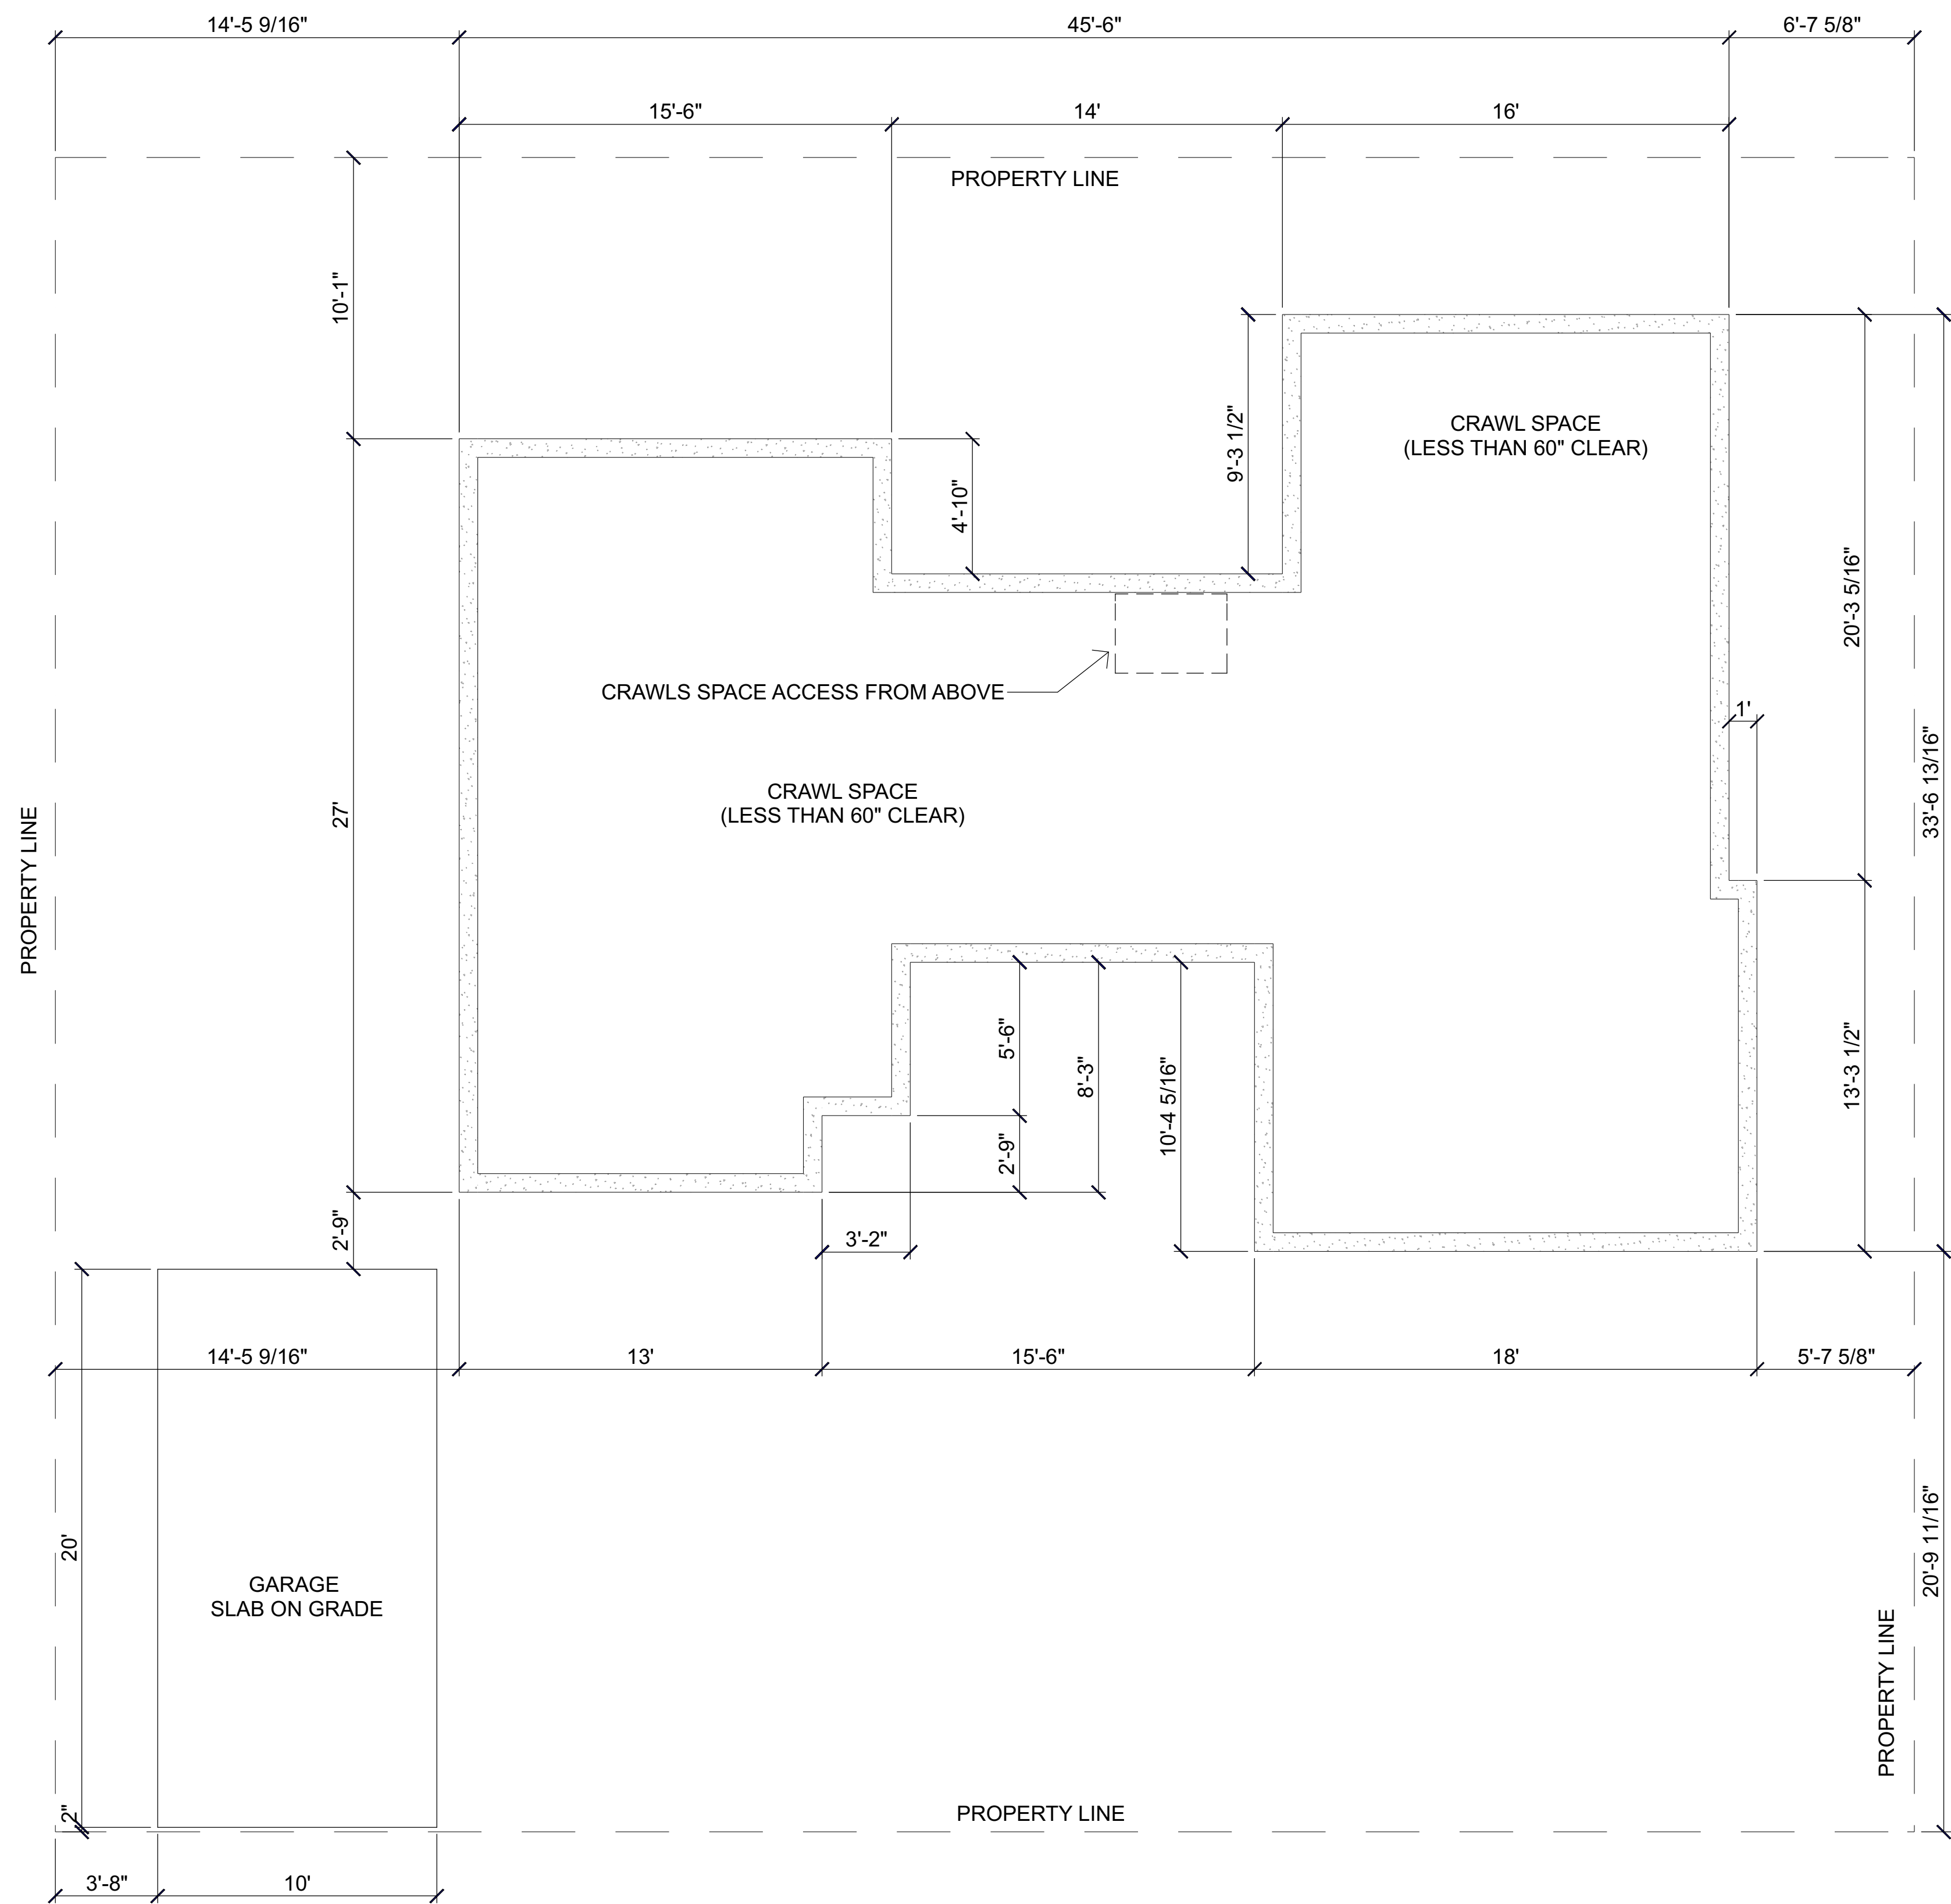 14'-5 9/16"
45'-6"
6'-7 5/8"
15'-6"
14'
16'
PROPERTY LINE
10'-1"
9'-3 1/2"
CRAWL SPACE
(LESS THAN 60" CLEAR)
4'-10"
20'-3 5/16"
CRAWLS SPACE ACCESS FROM ABOVE
1'
33'-6 13/16"
CRAWL SPACE
(LESS THAN 60" CLEAR)
27'
PROPERTY LINE
5'-6"
8'-3"
10'-4 5/16"
13'-3 1/2"
2'-9"
2'-9"
3'-2"
14'-5 9/16"
13'
15'-6"
18'
5'-7 5/8"
20'
20'-9 11/16"
GARAGE
SLAB ON GRADE
PROPERTY LINE
2"
PROPERTY LINE
3'-8"
10'